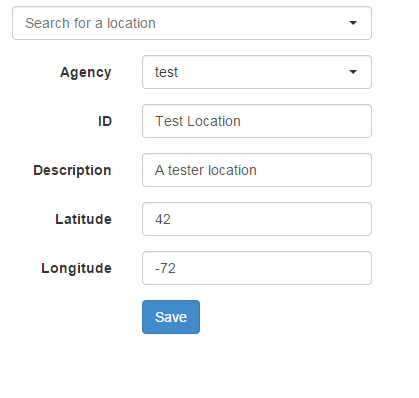 Search for a location
Agency test
ID Test Location
Description A tester location
Latitude 42
Longitude -72
Save